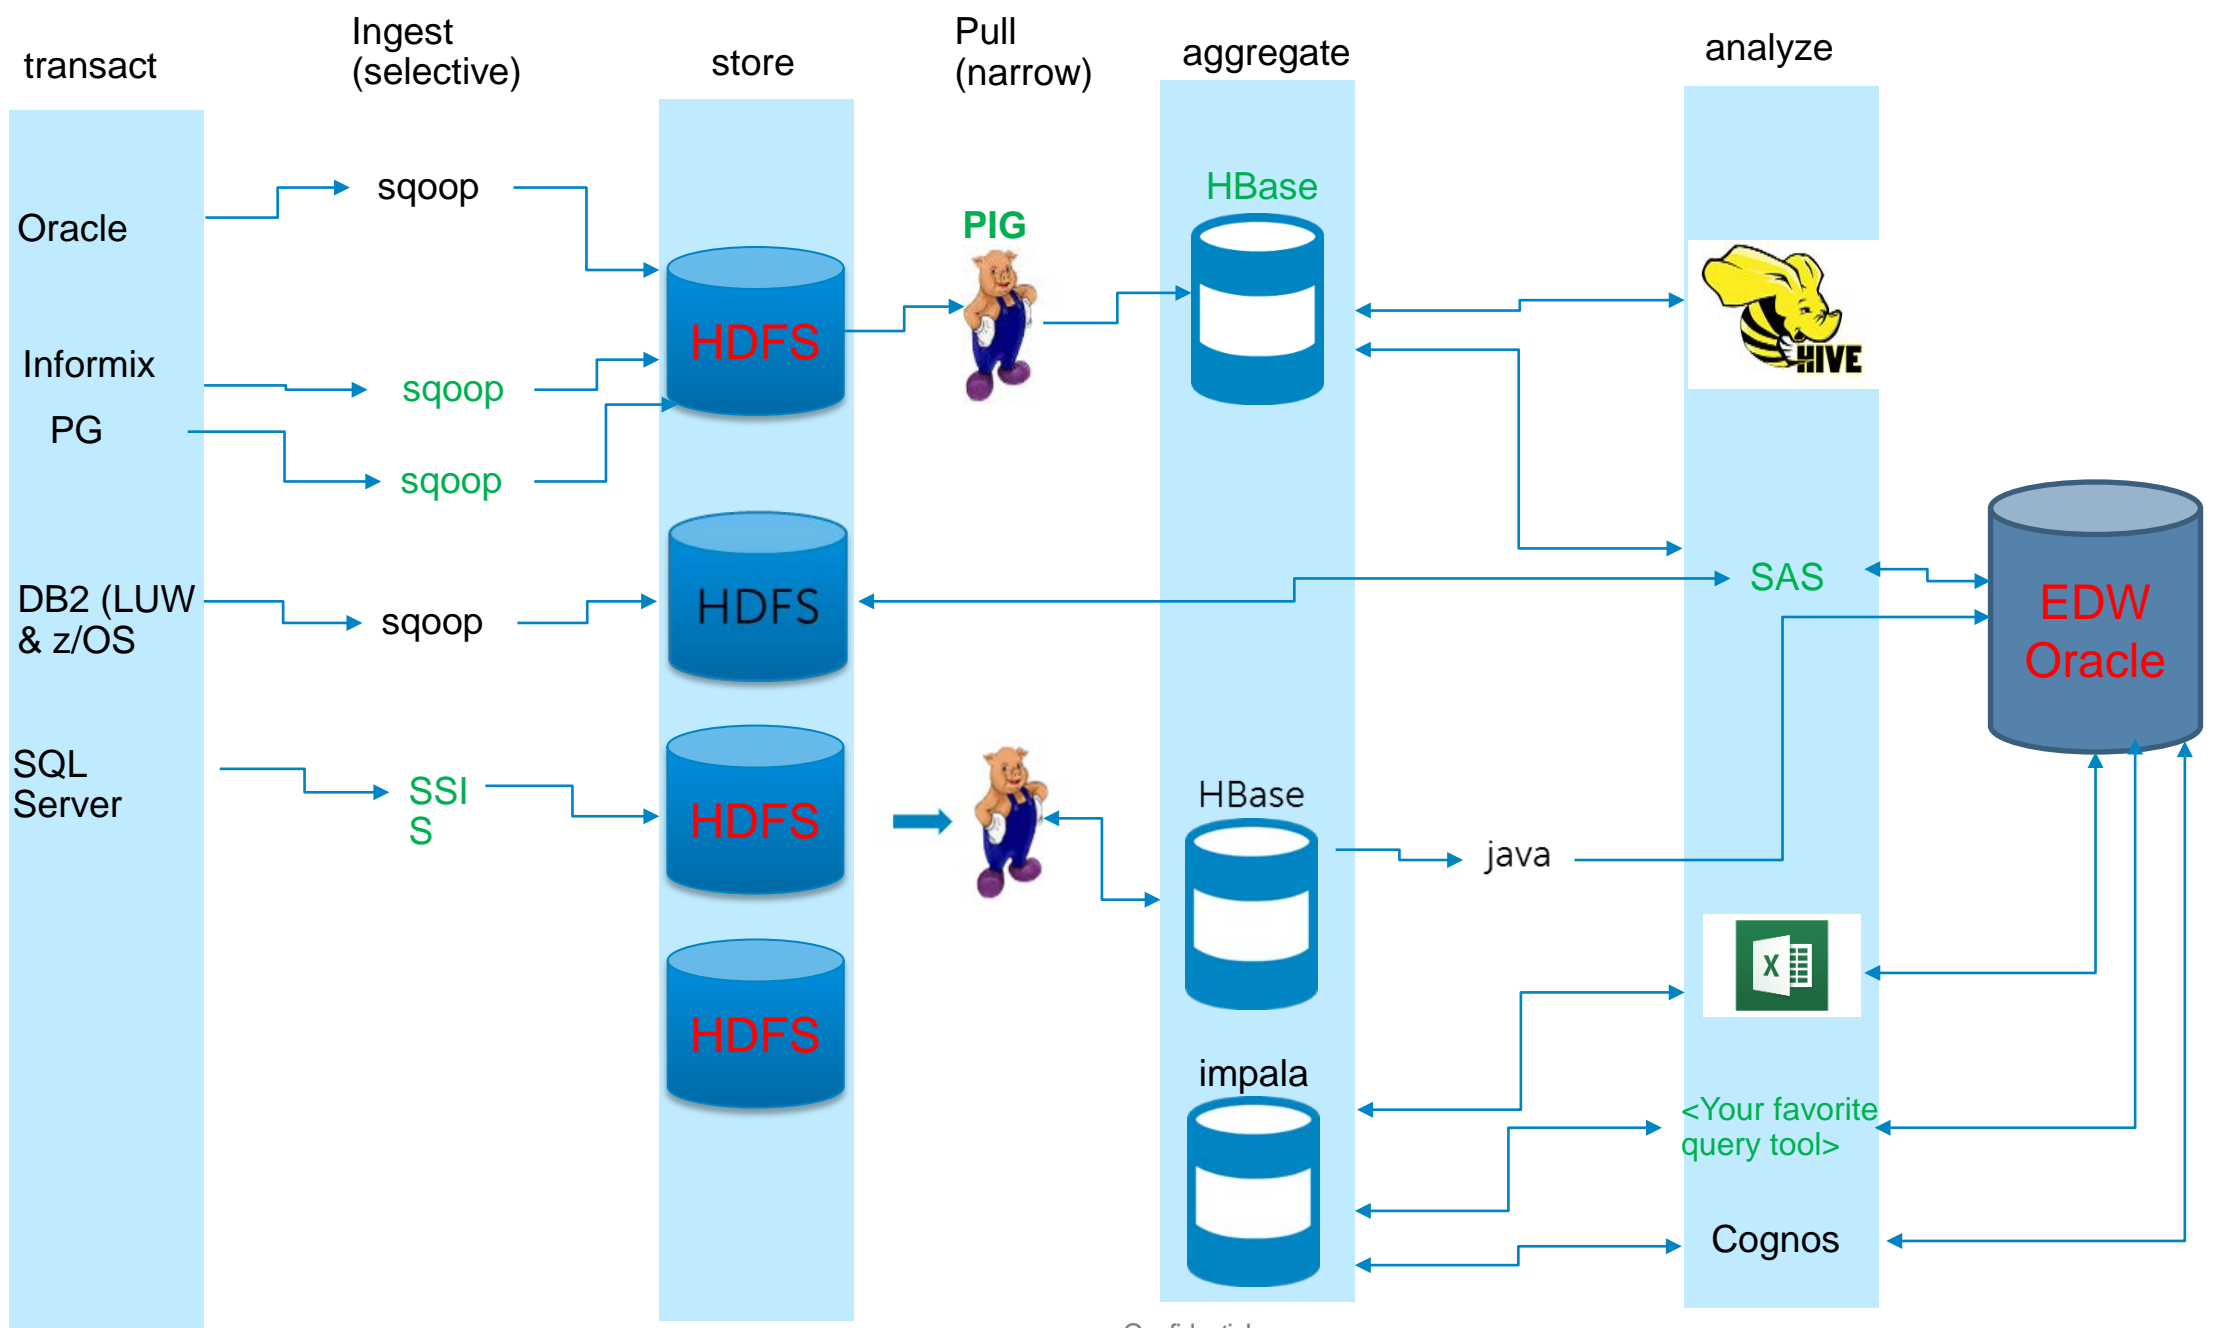 transact
Ingest
(selective)
store
Pull
(narrow)
aggregate
analyze
Oracle
sqoop
HDFS
PIG
HBase
HIVE
Informix
sqoop
PG
sqoop
DB2 (LUW
& z/OS
sqoop
HDFS
SAS
EDW
Oracle
SQL
Server
SSI
S
HDFS
HBase
java
X
HDFS
impala
<Your favorite
query tool>
Cognos